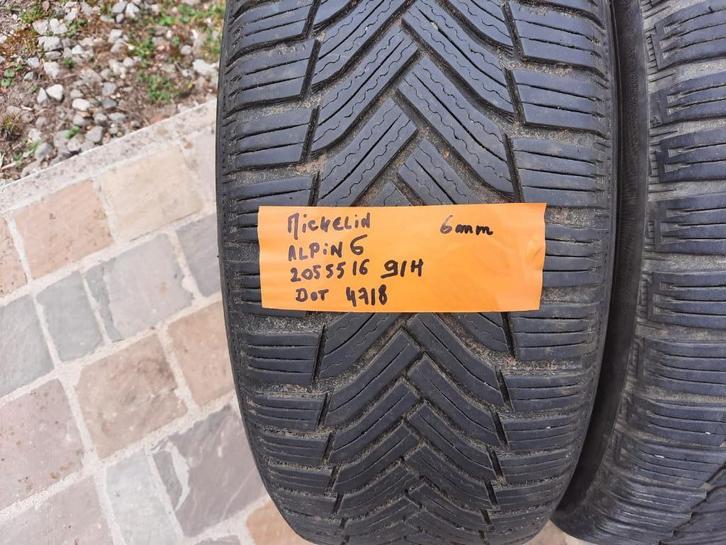 Michelin 6mm
ALPiN 6
2055516 91H
DOT 4718